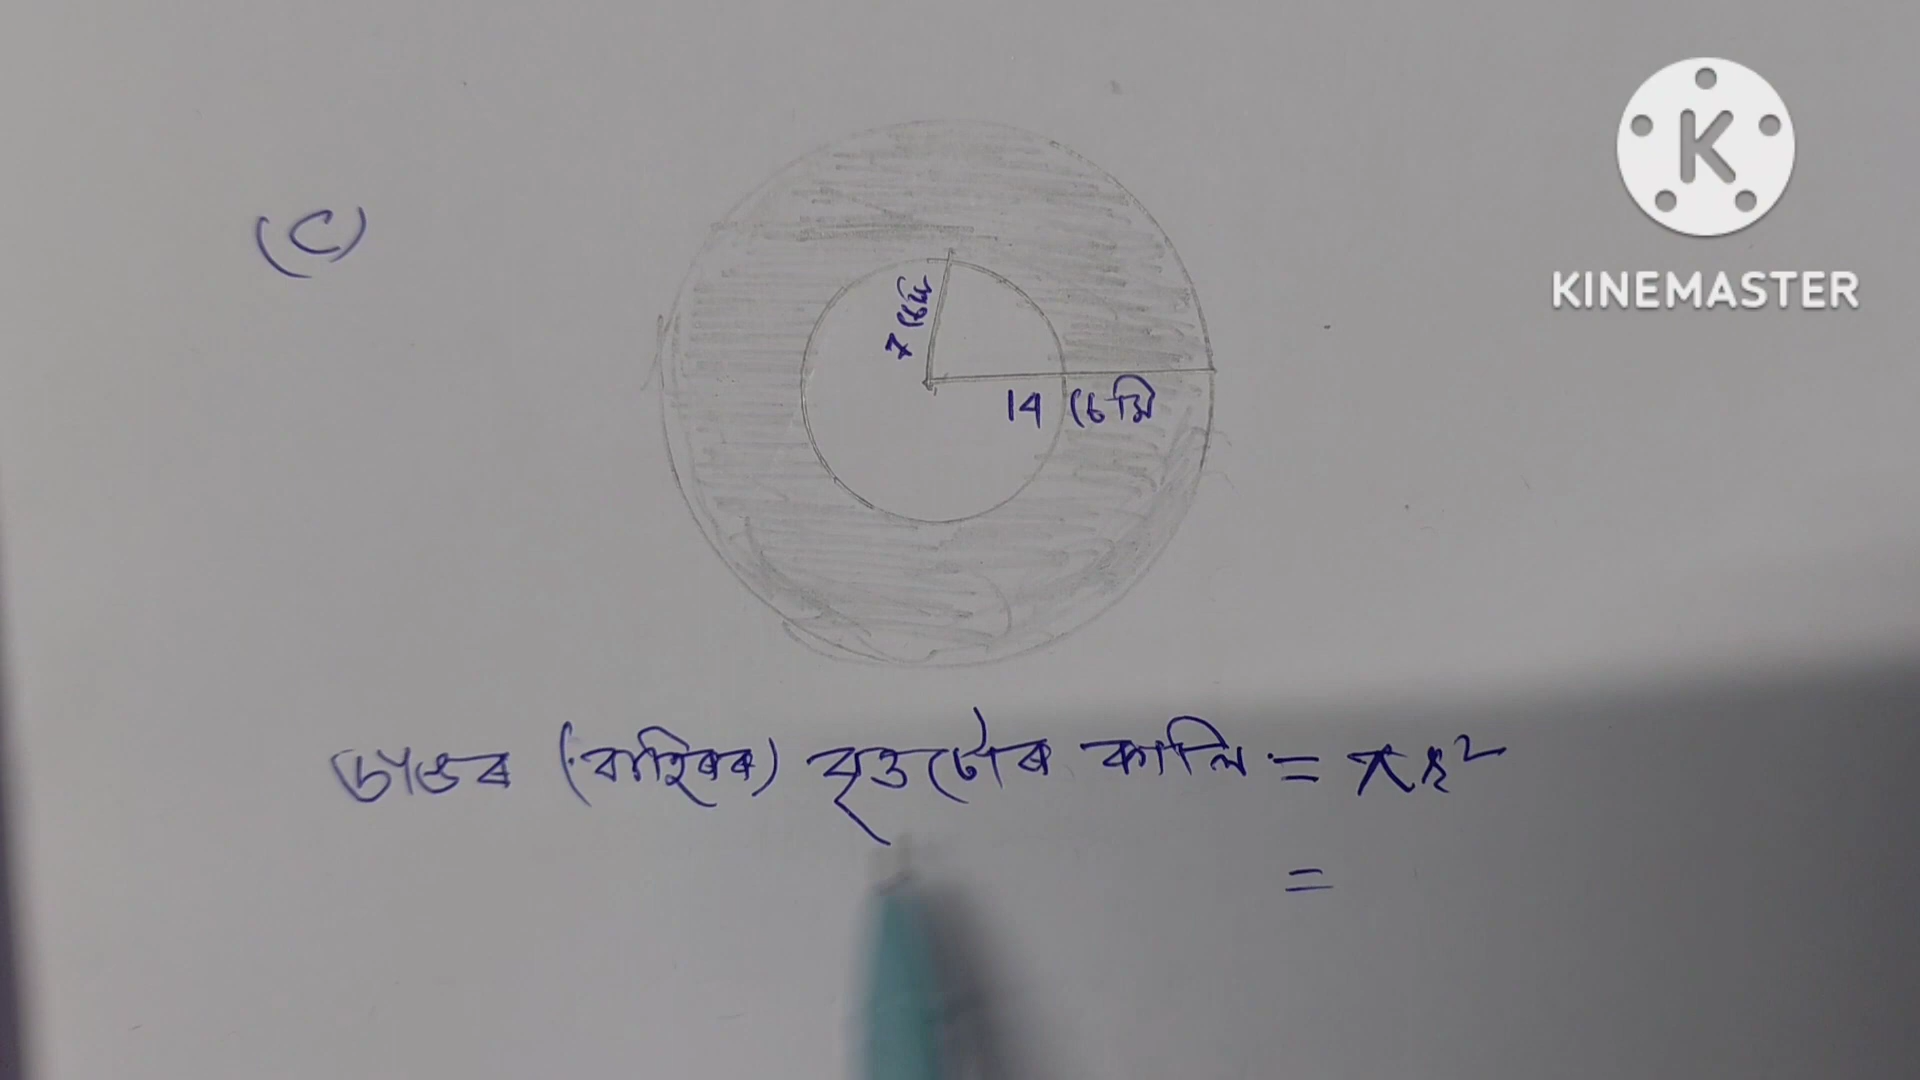 (C)
7 চেমি
14 চেমি
ডাঙৰ (বাহিৰৰ) বৃত্তটোৰ কালি = πr²
=
K
KINEMASTER